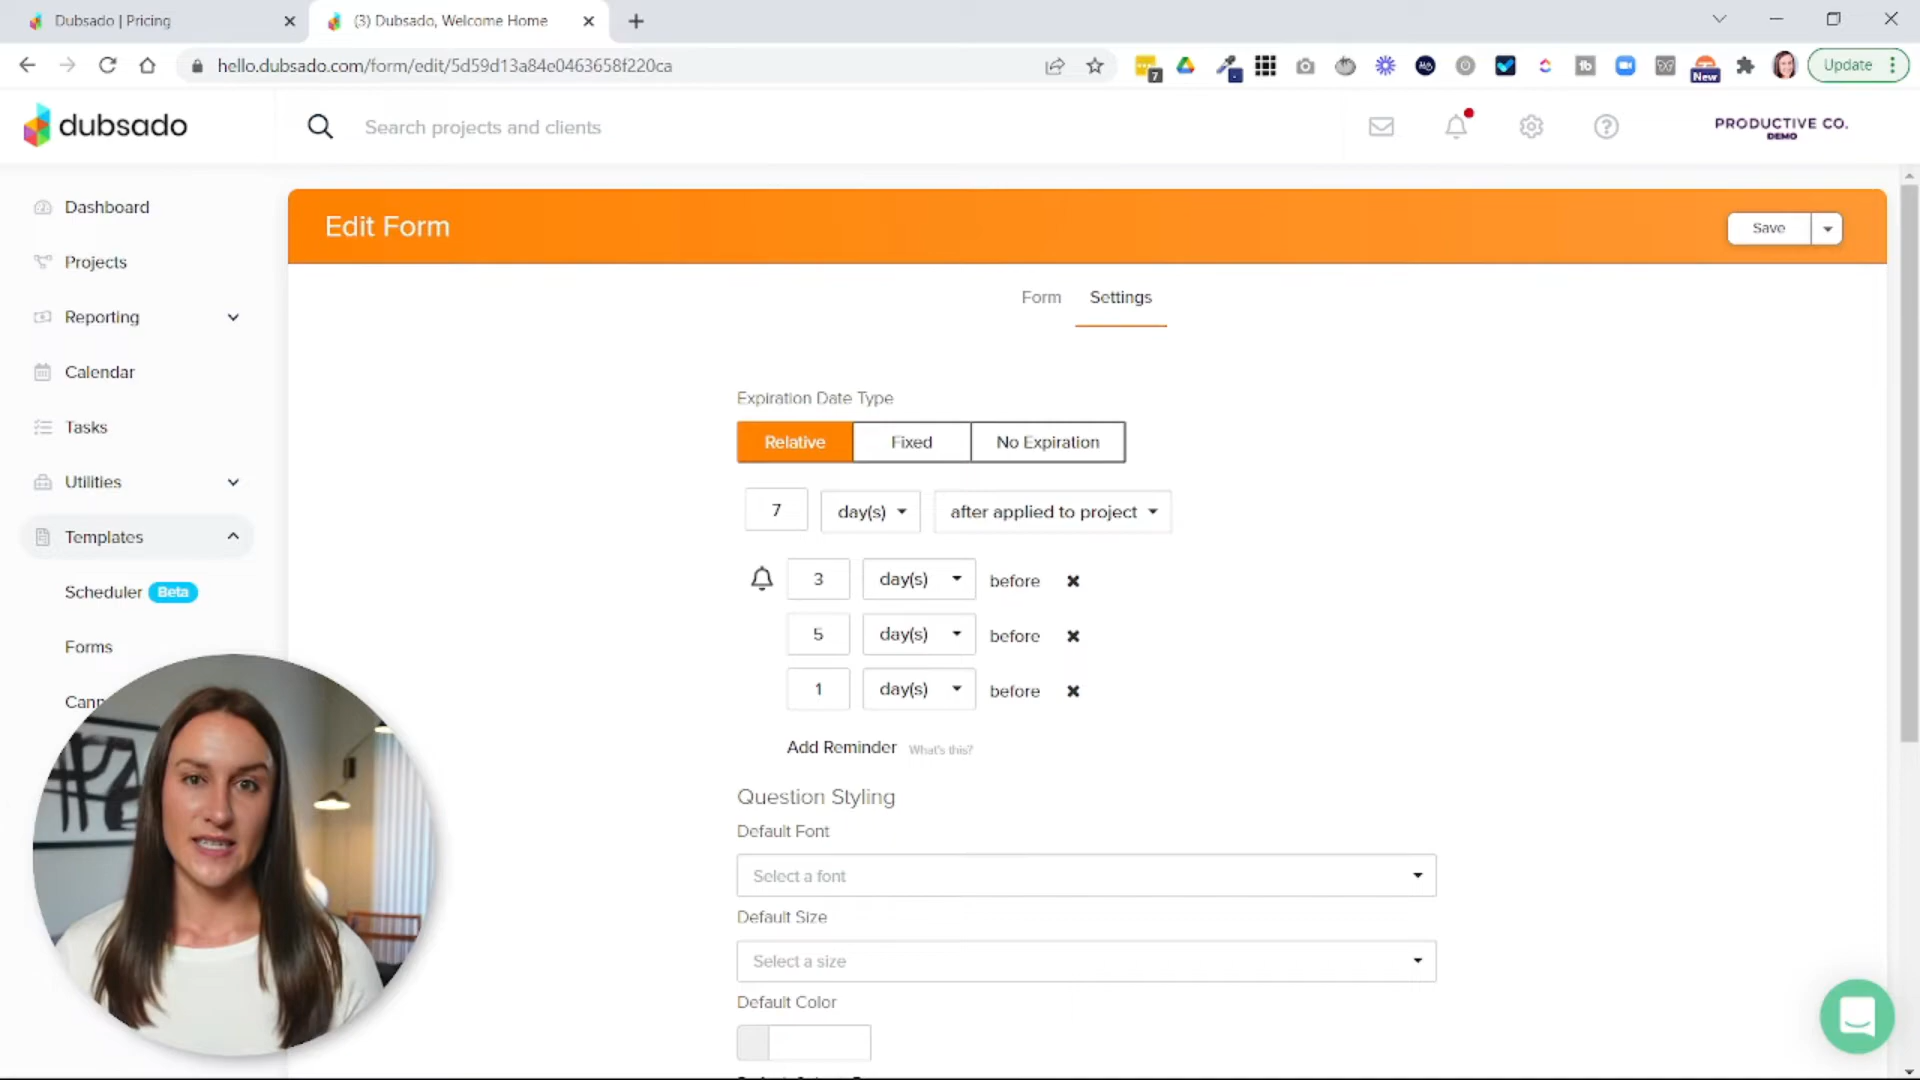 Dubsado | Pricing
(3) Dubsado, Welcome Home
hello.dubsado.com/form/edit/5d59d13a84e0463658f220ca
7
New
Update
dubsado
Search projects and clients
PRODUCTIVE CO.
DEMO
Dashboard
Projects
Reporting
Calendar
Tasks
Utilities
Templates
Scheduler Beta
Forms
Edit Form
Save
Form Settings
Expiration Date Type
Relative Fixed No Expiration
7 day(s) after applied to project
3 day(s) before
5 day(s) before
1 day(s) before
Add Reminder What's this?
Question Styling
Default Font
Select a font
Default Size
Select a size
Default Color